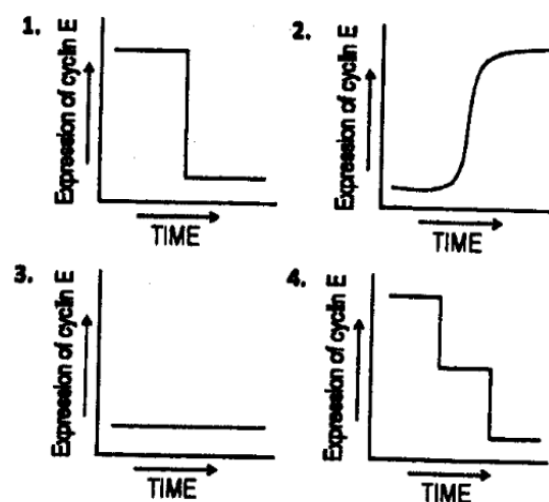 1.
Expression of cyclin E
TIME
2.
Expression of cyclin E
TIME
3.
Expression of cyclin E
TIME
4.
Expression of cyclin E
TIME